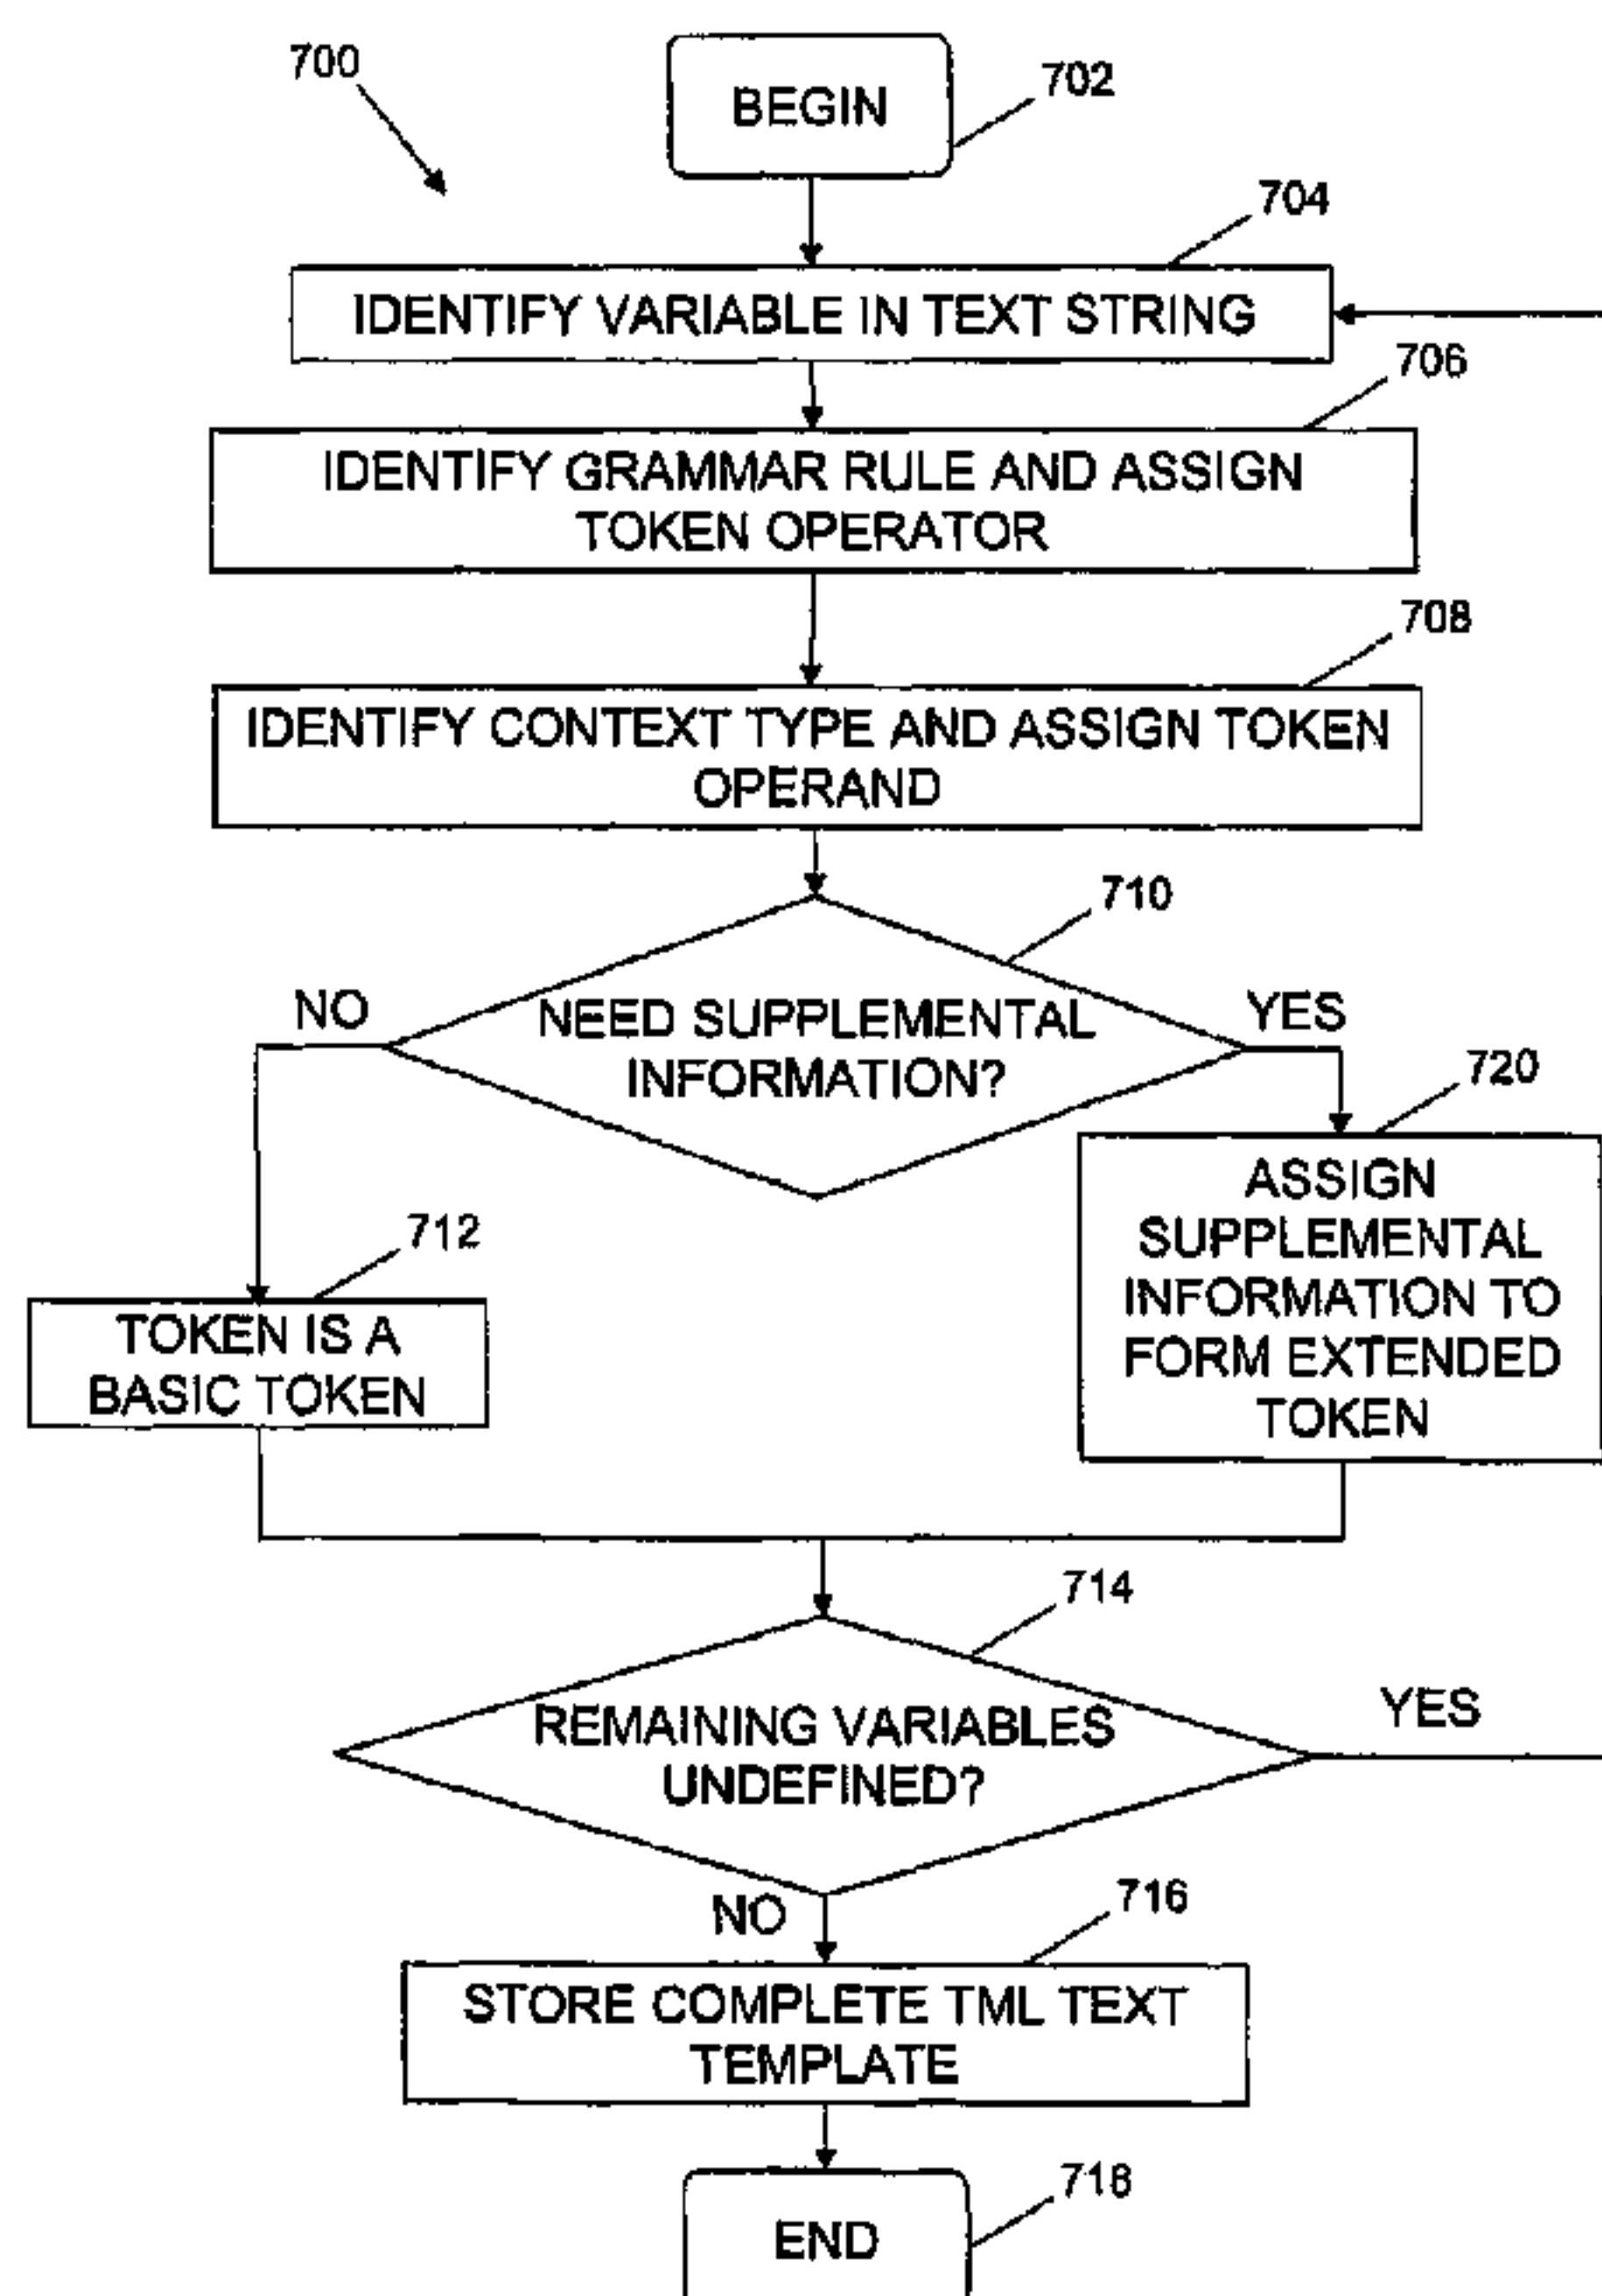 700
BEGIN
702
704
IDENTIFY VARIABLE IN TEXT STRING
706
IDENTIFY GRAMMAR RULE AND ASSIGN
TOKEN OPERATOR
708
IDENTIFY CONTEXT TYPE AND ASSIGN TOKEN
OPERAND
710
NO
NEED SUPPLEMENTAL
INFORMATION?
YES
720
ASSIGN
SUPPLEMENTAL
INFORMATION TO
FORM EXTENDED
TOKEN
712
TOKEN IS A
BASIC TOKEN
714
REMAINING VARIABLES
UNDEFINED?
YES
NO
716
STORE COMPLETE TML TEXT
TEMPLATE
718
END